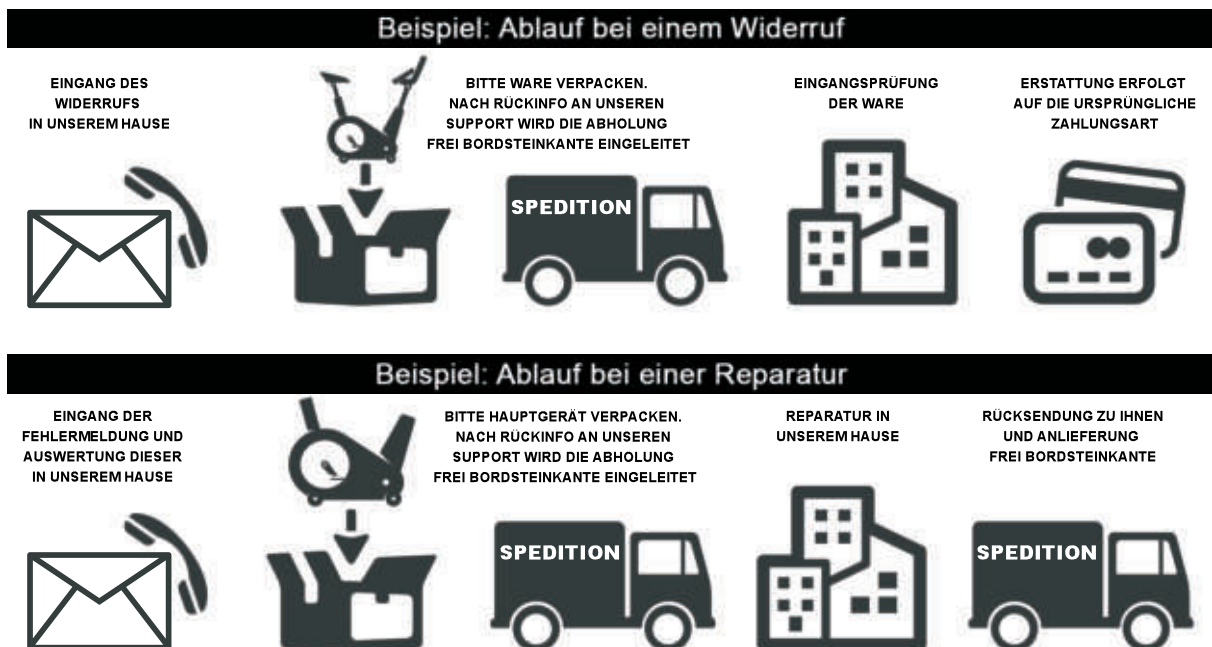 Beispiel: Ablauf bei einem Widerruf
EINGANG DES
WIDERRUFS
IN UNSEREM HAUSE
BITTE WARE VERPACKEN.
NACH RÜCKINFO AN UNSEREN
SUPPORT WIRD DIE ABHOLUNG
FREI BORDSTEINKANTE EINGELEITET
SPEDITION
EINGANGSPRÜFUNG
DER WARE
ERSTATTUNG ERFOLGT
AUF DIE URSPRÜNGLICHE
ZAHLUNGSART
Beispiel: Ablauf bei einer Reparatur
EINGANG DER
FEHLERMELDUNG UND
AUSWERTUNG DIESER
IN UNSEREM HAUSE
BITTE HAUPTGERÄT VERPACKEN.
NACH RÜCKINFO AN UNSEREN
SUPPORT WIRD DIE ABHOLUNG
FREI BORDSTEINKANTE EINGELEITET
SPEDITION
REPARATUR IN
UNSEREM HAUSE
RÜCKSENDUNG ZU IHNEN
UND ANLIEFERUNG
FREI BORDSTEINKANTE
SPEDITION